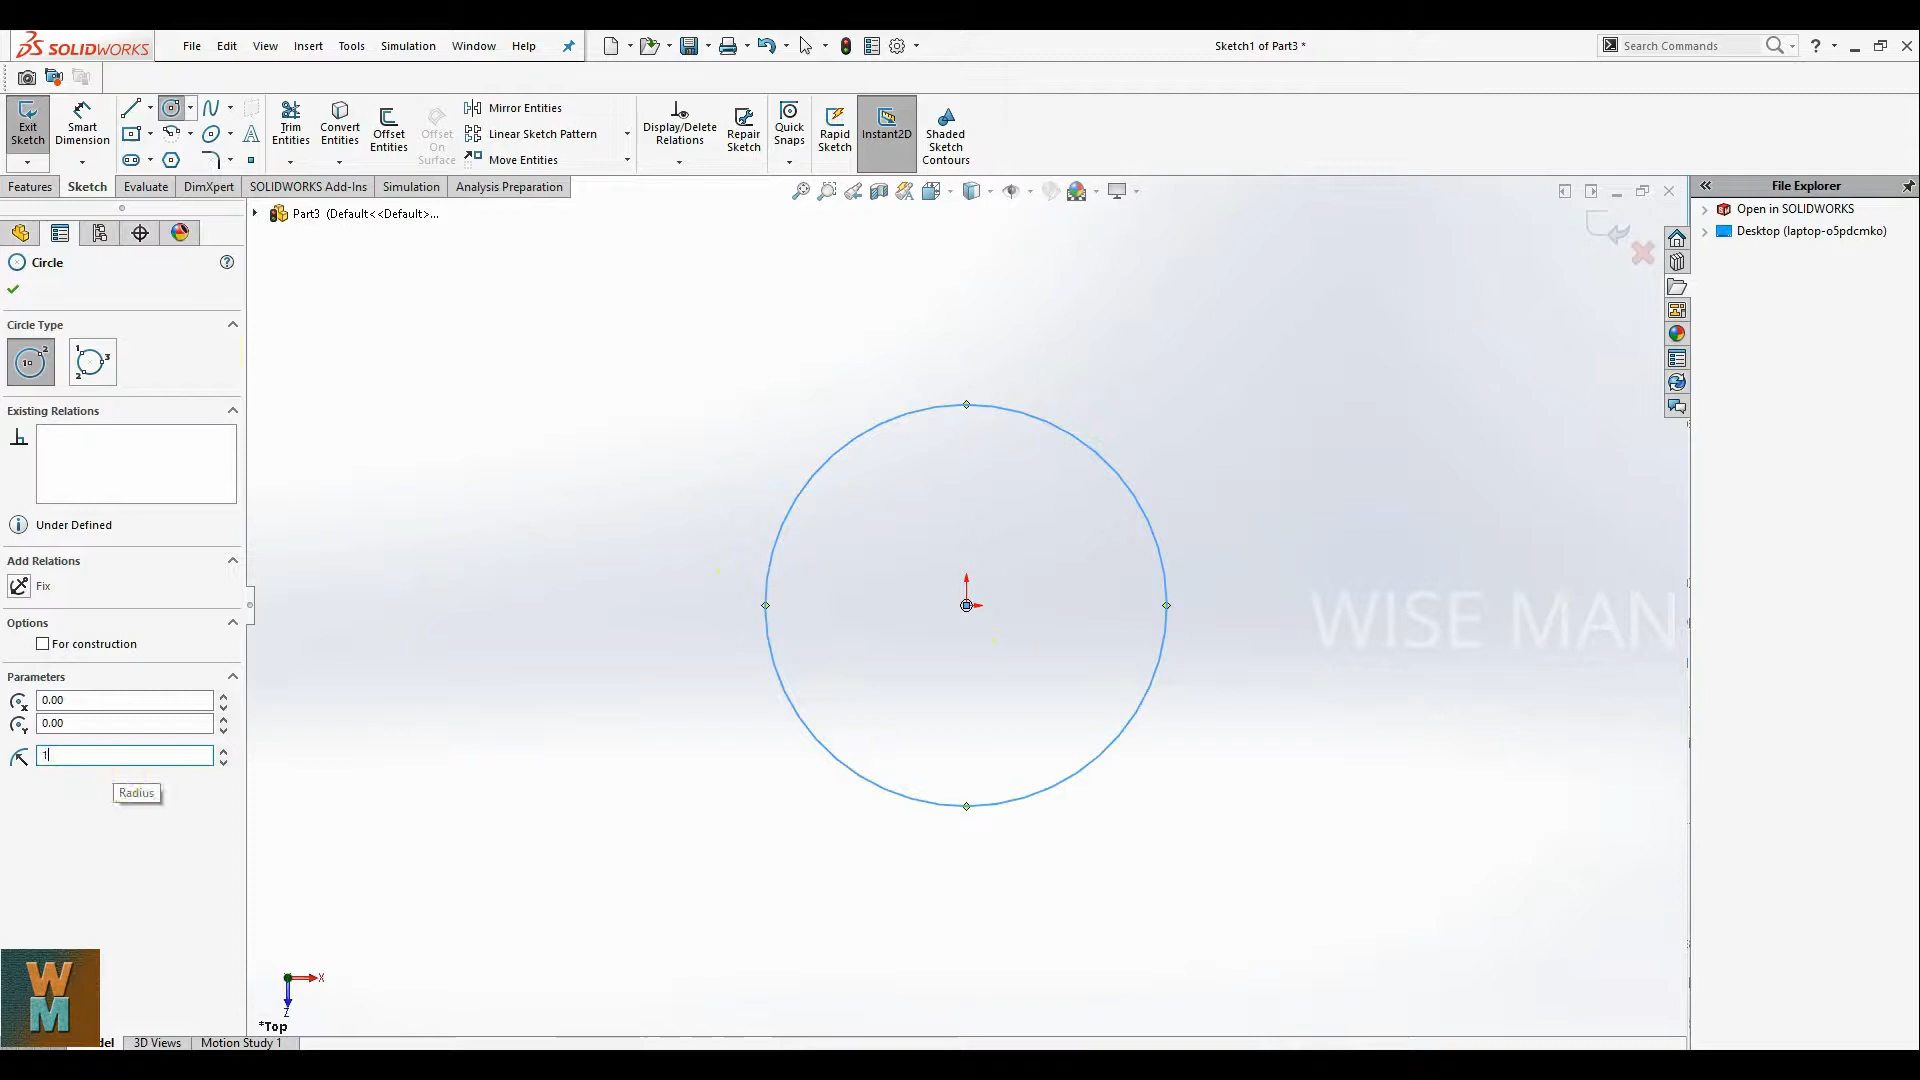 SOLIDWORKS File Edit View Insert Tools Simulation Window Help Sketch1 of Part3 * Search Commands ?
Exit Sketch Smart Dimension Trim Entities Convert Entities Offset Entities Offset On Surface Mirror Entities Linear Sketch Pattern Move Entities Display/Delete Relations Repair Sketch Quick Snaps Rapid Sketch Instant2D Shaded Sketch Contours
Features Sketch Evaluate DimXpert SOLIDWORKS Add-Ins Simulation Analysis Preparation File Explorer
Part3 (Default<<Default>...
Open in SOLIDWORKS
Desktop (laptop-o5pdcmko)
Circle ?
Circle Type
Existing Relations
Under Defined
Add Relations
Fix
Options
For construction
Parameters
0.00
0.00
1
Radius
WISE MAN
X
Z
*Top
WM
del 3D Views Motion Study 1